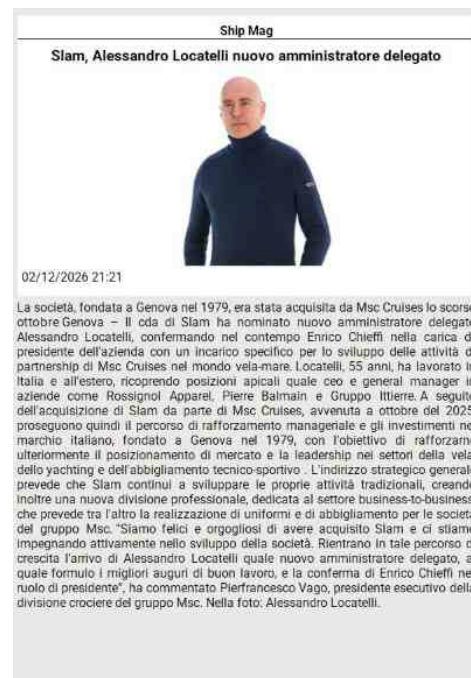 Ship Mag
Slam, Alessandro Locatelli nuovo amministratore delegato
02/12/2026 21:21
La società, fondata a Genova nel 1979, era stata acquisita da Msc Cruises lo scorso
ottobre Genova – Il cda di Slam ha nominato nuovo amministratore delegato
Alessandro Locatelli, confermando nel contempo Enrico Chieffi nella carica di
presidente dell'azienda con un incarico specifico per lo sviluppo delle attività di
partnership di Msc Cruises nel mondo vela-mare. Locatelli, 55 anni, ha lavorato in
Italia e all'estero, ricoprendo posizioni apicali quale ceo e general manager in
aziende come Rossignol Apparel, Pierre Balmain e Gruppo Ittierre. A seguito
dell'acquisizione di Slam da parte di Msc Cruises, avvenuta a ottobre del 2025,
proseguono quindi il percorso di rafforzamento manageriale e gli investimenti nel
marchio italiano, fondato a Genova nel 1979, con l'obiettivo di rafforzarne
ulteriormente il posizionamento di mercato e la leadership nei settori della vela,
dello yachting e dell'abbigliamento tecnico-sportivo . L'indirizzo strategico generale
prevede che Slam continui a sviluppare le proprie attività tradizionali, creando
inoltre una nuova divisione professionale, dedicata al settore business-to-business,
che prevede tra l'altro la realizzazione di uniformi e di abbigliamento per le società
del gruppo Msc. "Siamo felici e orgogliosi di avere acquisito Slam e ci stiamo
impegnando attivamente nello sviluppo della società. Rientrano in tale percorso di
crescita l'arrivo di Alessandro Locatelli quale nuovo amministratore delegato, al
quale formulo i migliori auguri di buon lavoro, e la conferma di Enrico Chieffi nel
ruolo di presidente", ha commentato Pierfrancesco Vago, presidente esecutivo della
divisione crociere del gruppo Msc. Nella foto: Alessandro Locatelli.